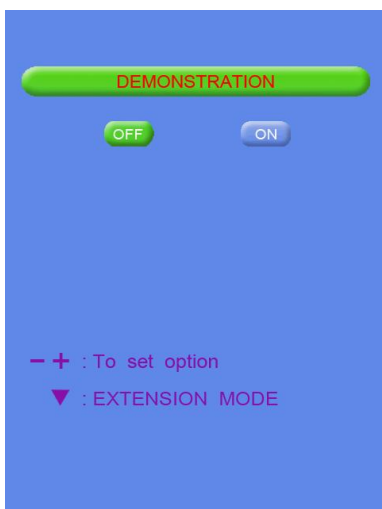 DEMONSTRATION
OFF ON
− + : To set option
▼ : EXTENSION MODE